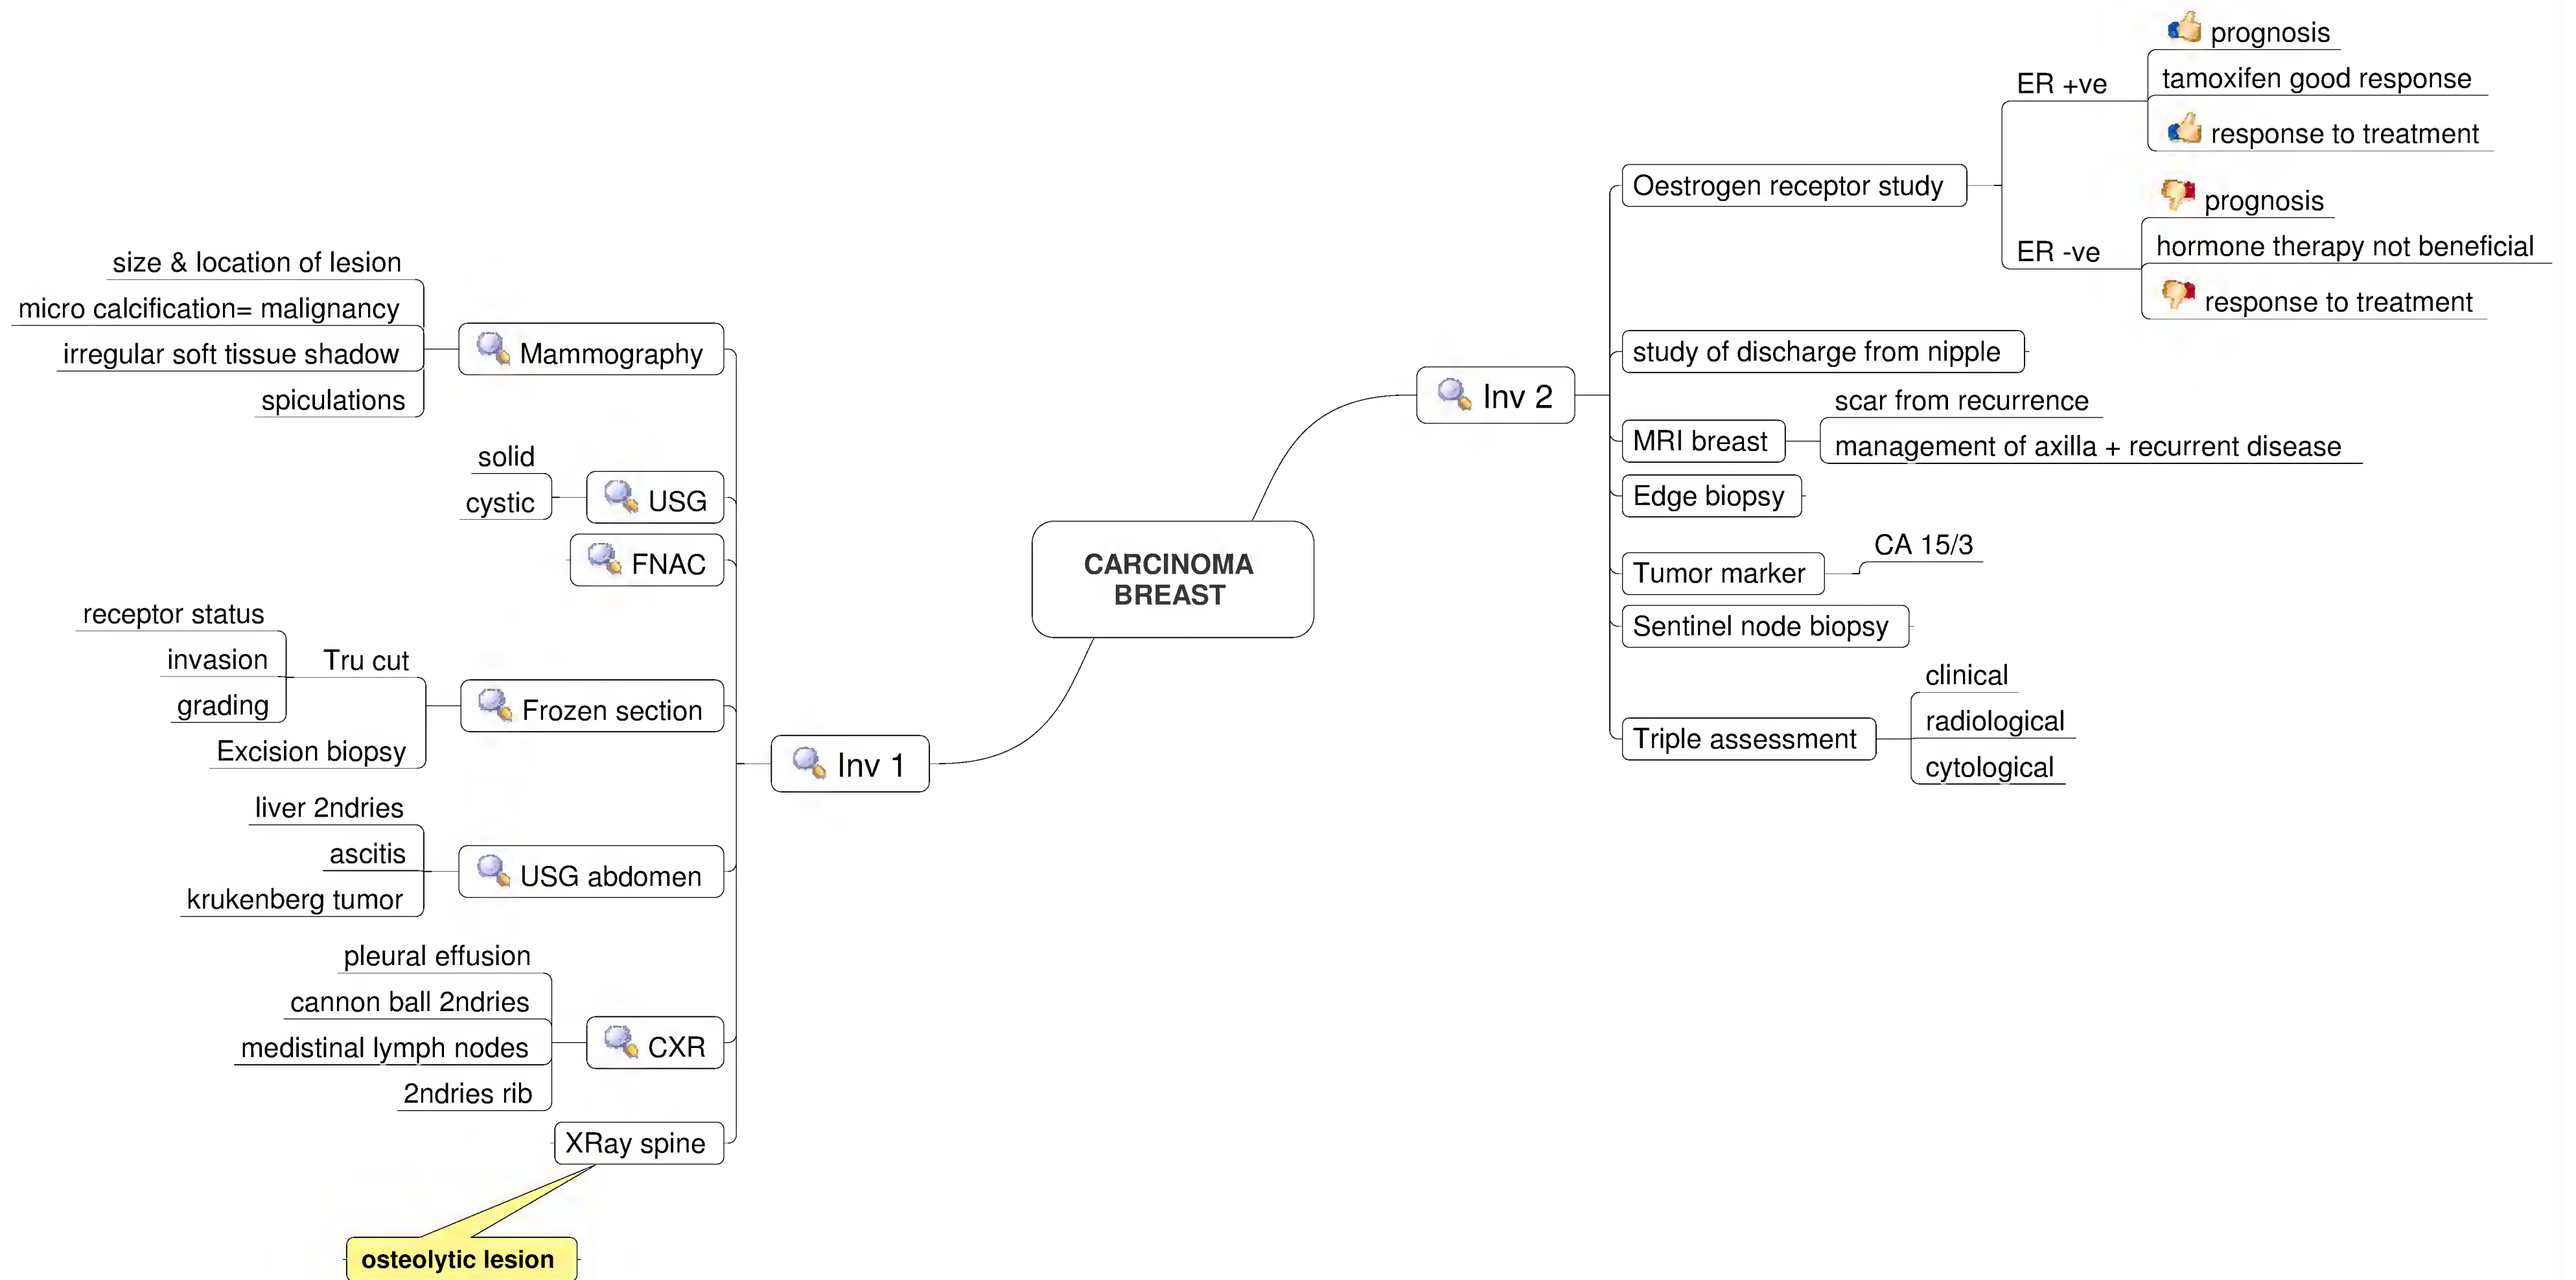 CARCINOMA
BREAST
Inv 1
Mammography
size & location of lesion
micro calcification= malignancy
irregular soft tissue shadow
spiculations
USG
solid
cystic
FNAC
Frozen section
Tru cut
receptor status
invasion
grading
Excision biopsy
USG abdomen
liver 2ndries
ascitis
krukenberg tumor
CXR
pleural effusion
cannon ball 2ndries
medistinal lymph nodes
2ndries rib
XRay spine
osteolytic lesion
Inv 2
Oestrogen receptor study
ER +ve
prognosis
tamoxifen good response
response to treatment
ER -ve
prognosis
hormone therapy not beneficial
response to treatment
study of discharge from nipple
MRI breast
scar from recurrence
management of axilla + recurrent disease
Edge biopsy
Tumor marker
CA 15/3
Sentinel node biopsy
Triple assessment
clinical
radiological
cytological